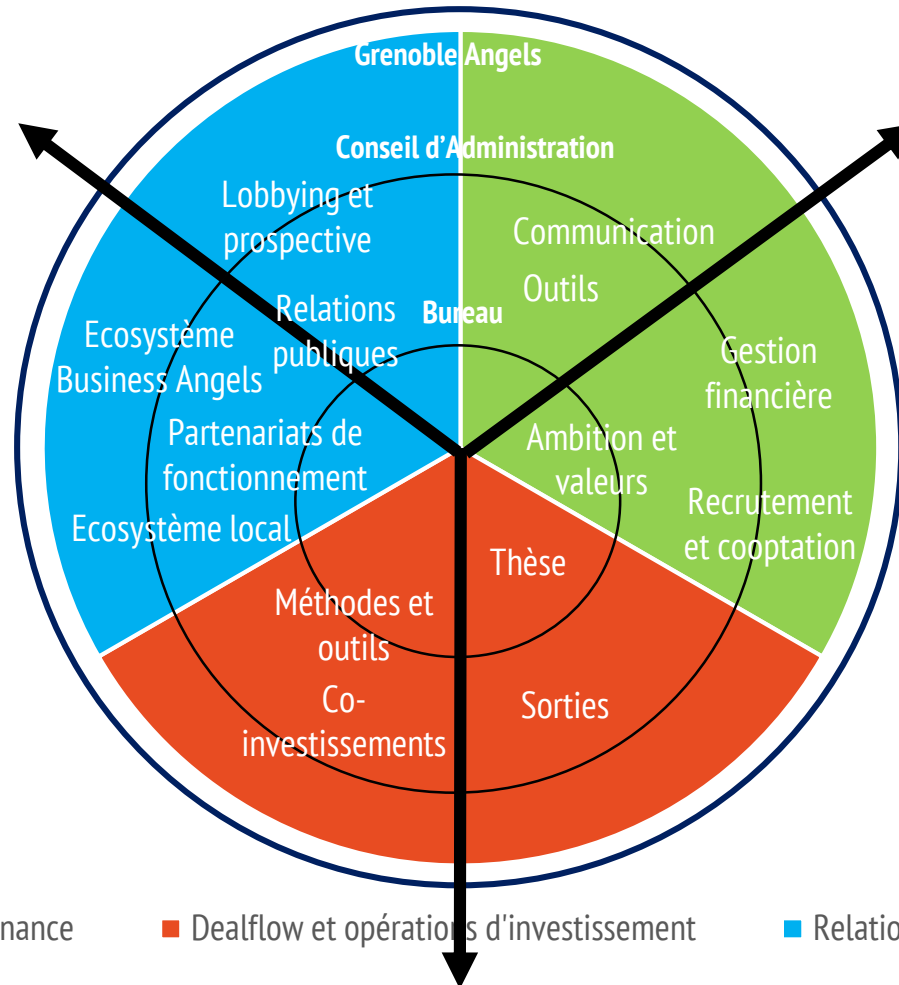 Grenoble Angels
Conseil d'Administration
Lobbying et
prospective
Communication
Outils
Relations
publiques
Bureau
Ecosystème
Business Angels
Gestion
financière
Partenariats de
fonctionnement
Ambition et
valeurs
Ecosystème local
Recrutement
et cooptation
Thèse
Méthodes et
outils
Co-
investissements
Sorties
nance
Dealflow et opérations d'investissement
Relatio